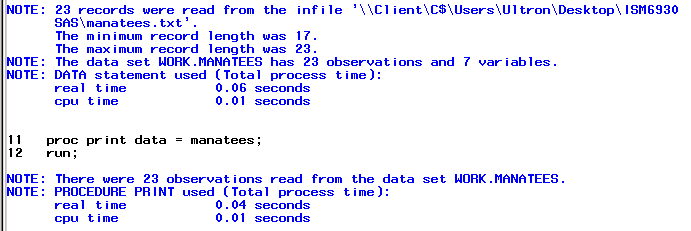 NOTE: 23 records were read from the infile '\\Client\C$\Users\Ultron\Desktop\ISM6930
SAS\manatees.txt'.
The minimum record length was 17.
The maximum record length was 23.
NOTE: The data set WORK.MANATEES has 23 observations and 7 variables.
NOTE: DATA statement used (Total process time):
real time 0.06 seconds
cpu time 0.01 seconds
11 proc print data = manatees;
12 run;
NOTE: There were 23 observations read from the data set WORK.MANATEES.
NOTE: PROCEDURE PRINT used (Total process time):
real time 0.04 seconds
cpu time 0.01 seconds